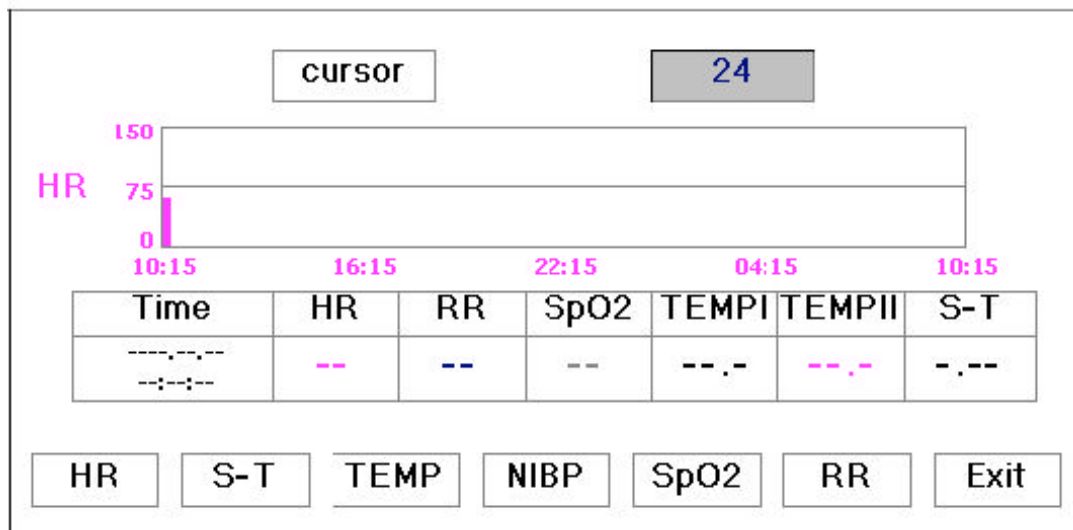 cursor 24
150
HR 75
0
10:15 16:15 22:15 04:15 10:15
Time HR RR SpO2 TEMPI TEMPII S-T
----.--.-- -- -- -- --.- --.- -.--
--:--:--
HR S-T TEMP NIBP SpO2 RR Exit